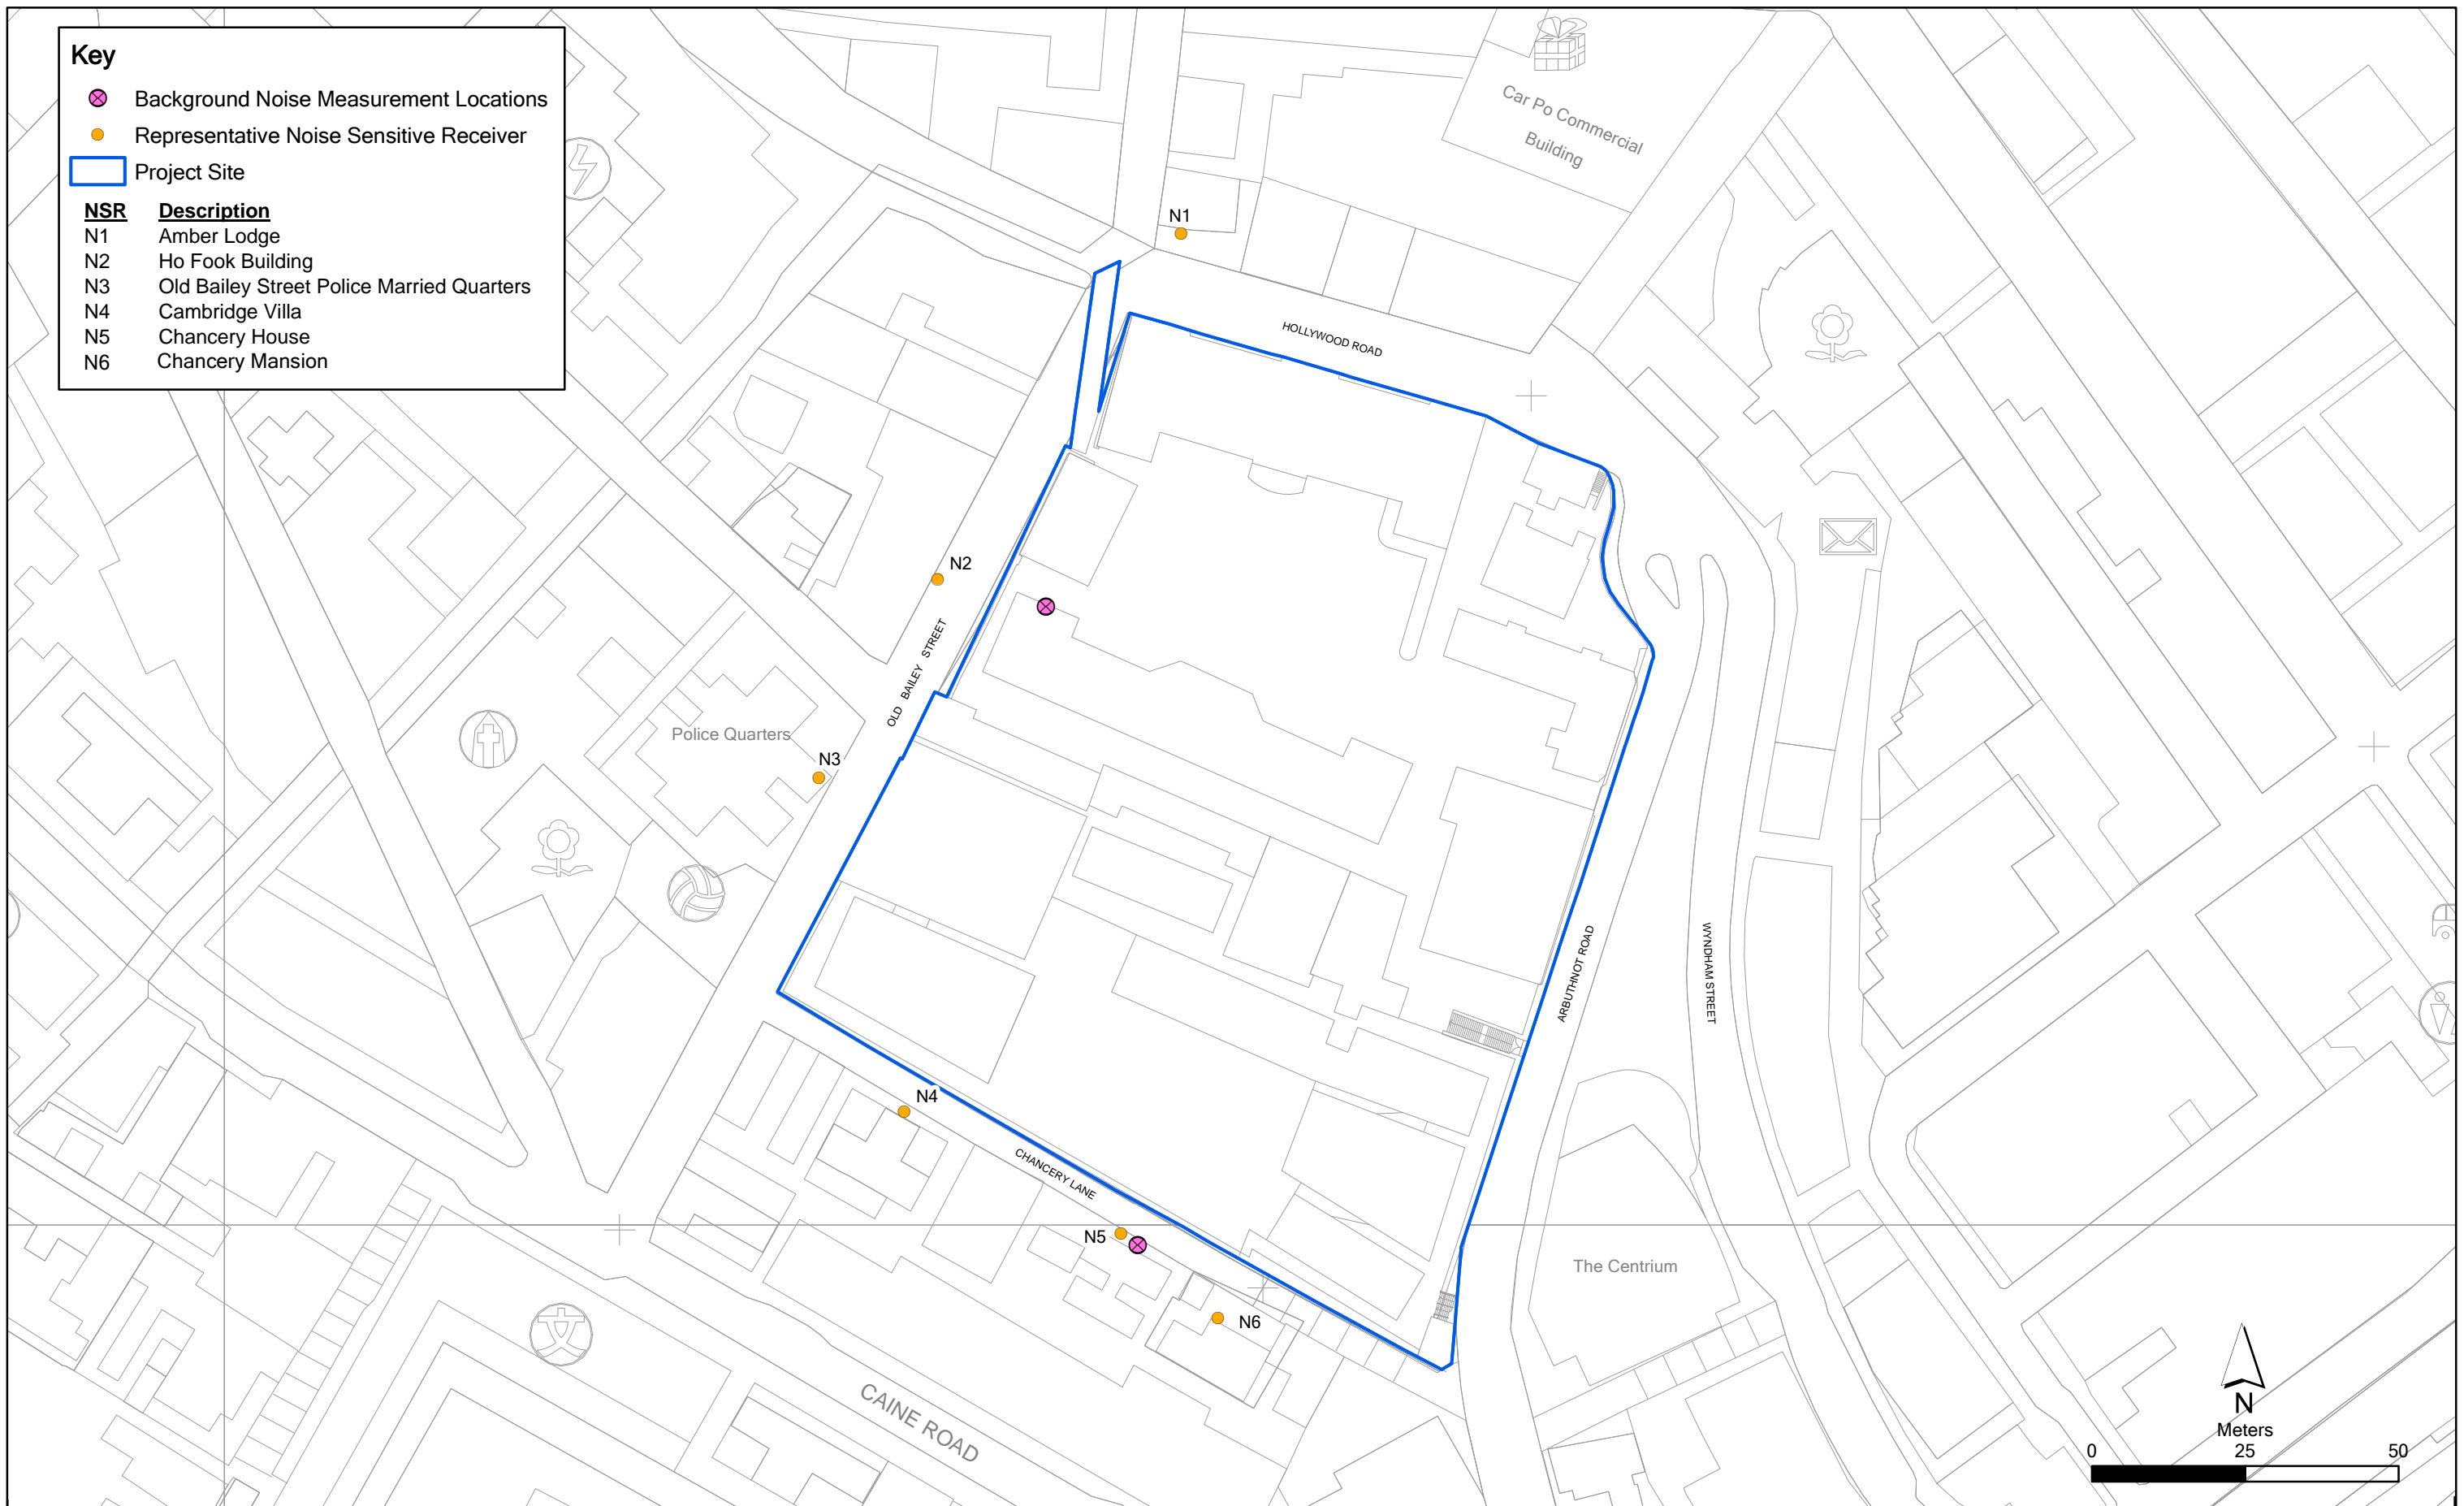 Key
Background Noise Measurement Locations
Representative Noise Sensitive Receiver
Project Site
NSR Description
N1 Amber Lodge
N2 Ho Fook Building
N3 Old Bailey Street Police Married Quarters
N4 Cambridge Villa
N5 Chancery House
N6 Chancery Mansion
Car Po Commercial
Building
N1
HOLLYWOOD ROAD
N2
OLD BAILEY STREET
Police Quarters
N3
ARBUTHNOT ROAD
WYNDHAM STREET
N4
CHANCERY LANE
N5
The Centrium
N6
CAINE ROAD
N
Meters
0 25 50